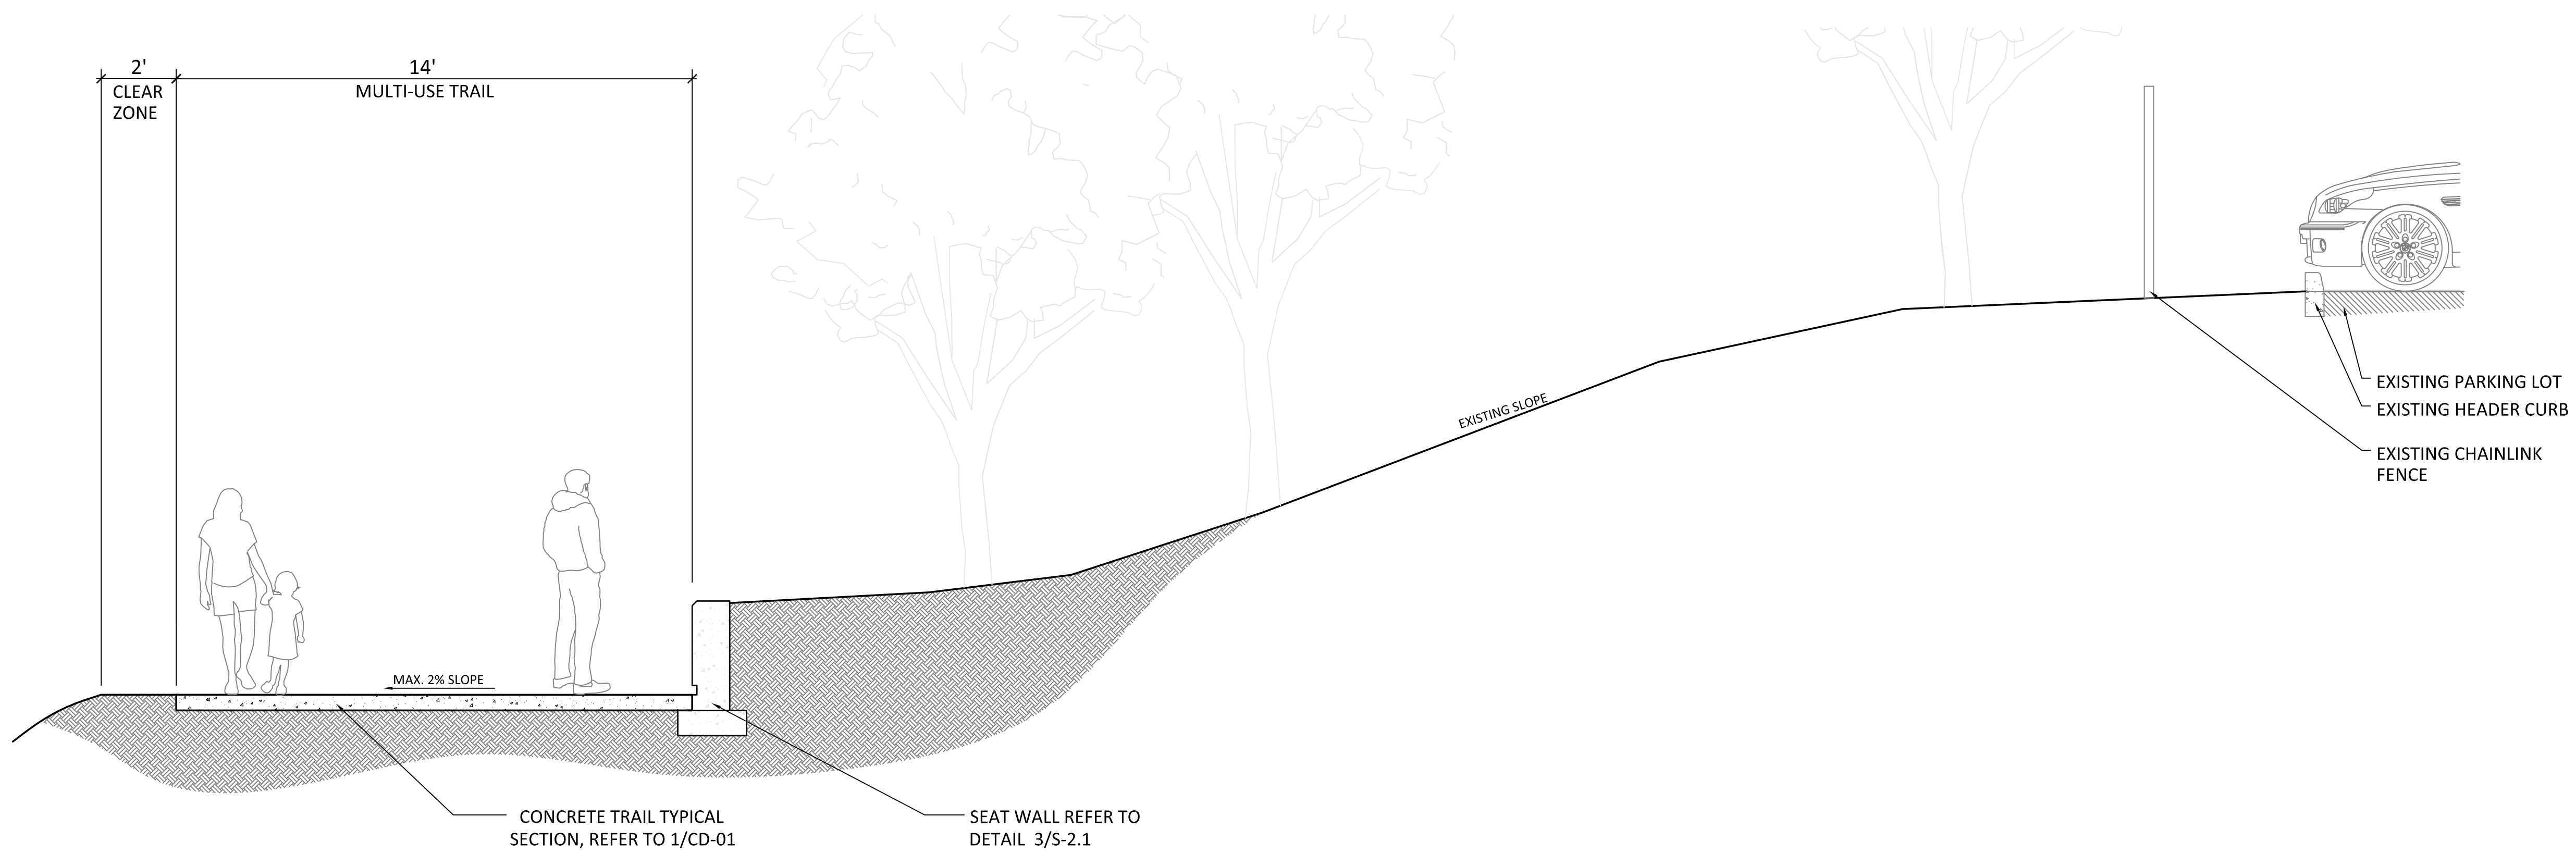 2'
14'
CLEAR
ZONE
MULTI-USE TRAIL
EXISTING SLOPE
EXISTING PARKING LOT
EXISTING HEADER CURB
EXISTING CHAINLINK
FENCE
MAX. 2% SLOPE
CONCRETE TRAIL TYPICAL
SECTION, REFER TO 1/CD-01
SEAT WALL REFER TO
DETAIL 3/S-2.1